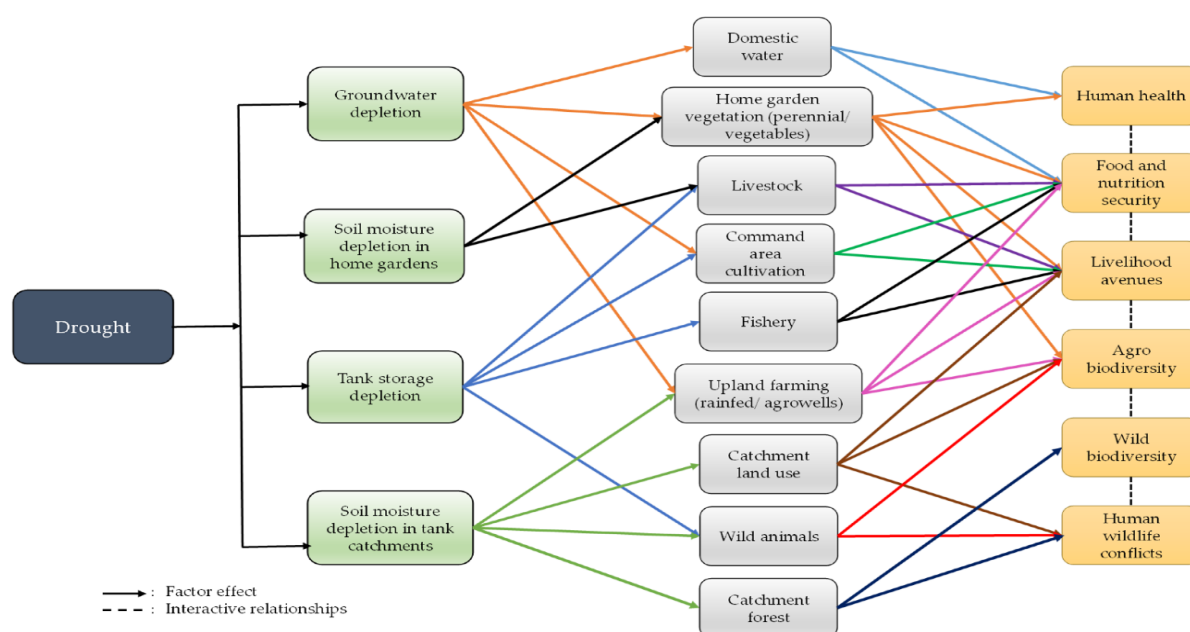 Drought
Groundwater
depletion
Soil moisture
depletion in
home gardens
Tank storage
depletion
Soil moisture
depletion in tank
catchments
Domestic
water
Home garden
vegetation (perennial/
vegetables)
Livestock
Command
area
cultivation
Fishery
Upland farming
(rainfed/ agrowells)
Catchment
land use
Wild animals
Catchment
forest
Human health
Food and
nutrition
security
Livelihood
avenues
Agro
biodiversity
Wild
biodiversity
Human
wildlife
conflicts
: Factor effect
: Interactive relationships